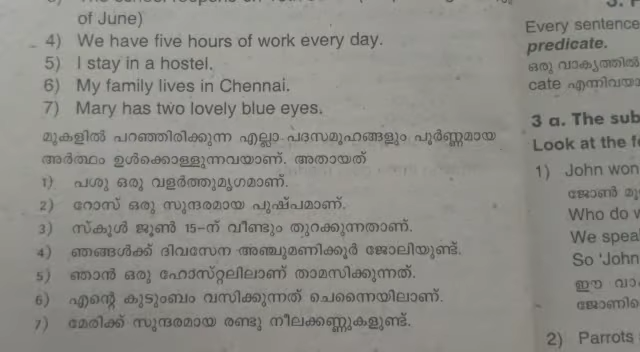 of June)
4) We have five hours of work every day.
5) I stay in a hostel.
6) My family lives in Chennai.
7) Mary has two lovely blue eyes.
മുകളിൽ പറഞ്ഞിരിക്കുന്ന എല്ലാ പദസമൂഹങ്ങളും പൂർണ്ണമായ
അർത്ഥം ഉൾക്കൊള്ളുന്നവയാണ്. അതായത്
1) പശു ഒരു വളർത്തുമൃഗമാണ്.
2) റോസ് ഒരു സുന്ദരമായ പുഷ്പമാണ്.
3) സ്കൂൾ ജൂൺ 15-ന് വീണ്ടും തുറക്കുന്നതാണ്.
4) ഞങ്ങൾക്ക് ദിവസേന അഞ്ചുമണിക്കൂർ ജോലിയുണ്ട്.
5) ഞാൻ ഒരു ഹോസ്റ്റലിലാണ് താമസിക്കുന്നത്.
6) എന്റെ കുടുംബം വസിക്കുന്നത് ചെന്നൈയിലാണ്.
7) മേരിക്ക് സുന്ദരമായ രണ്ടു നീലക്കണ്ണുകളുണ്ട്.
Every sentence
predicate.
ഒരു വാക്യത്തിൽ
cate എന്നിവയാ
3 a. The sub
Look at the f
1) John won
ജോൺ മൂ
Who do w
We spea
So 'John
ഈ വാ
ജോണിനെ
2) Parrots